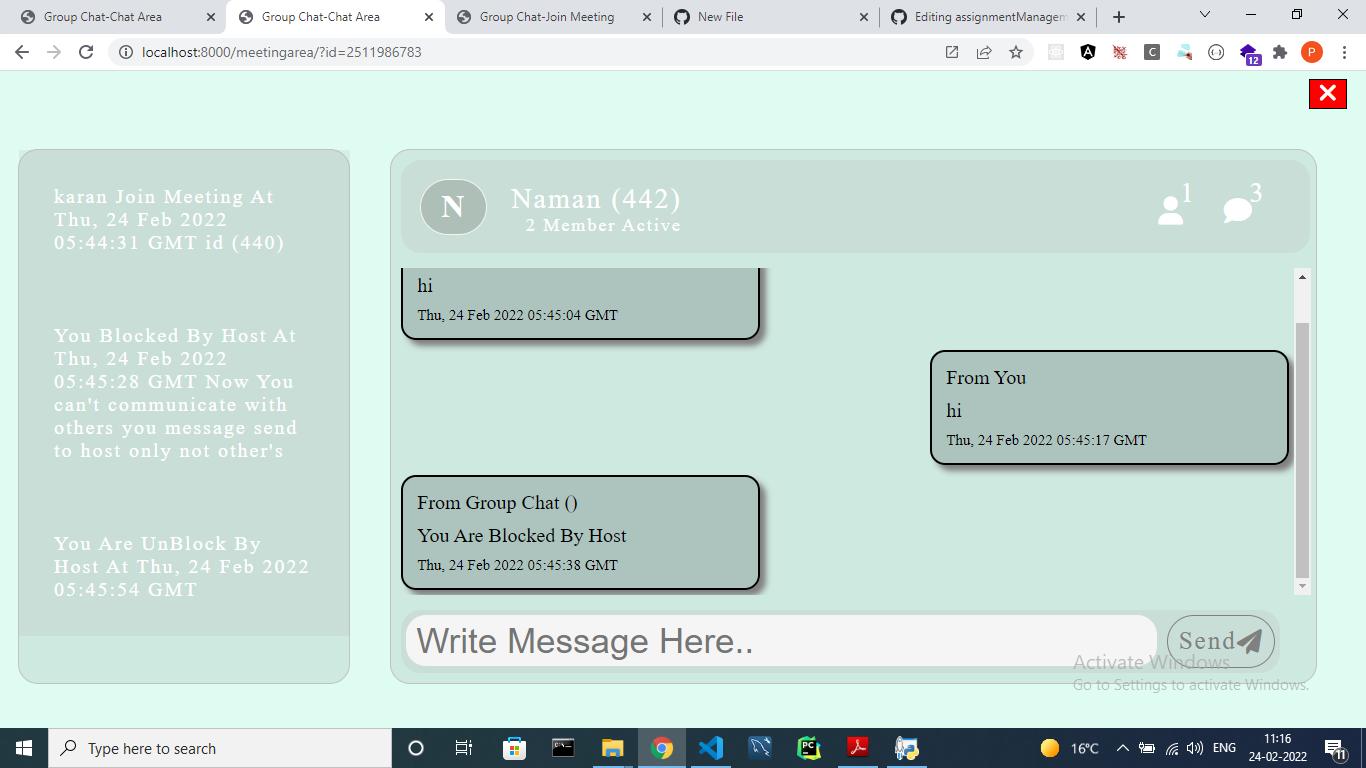 Group Chat-Chat Area
Group Chat-Chat Area
Group Chat-Join Meeting
New File
Editing assignmentManagem
localhost:8000/meetingarea/?id=2511986783
C
12
P
karan Join Meeting At
Thu, 24 Feb 2022
05:44:31 GMT id (440)
You Blocked By Host At
Thu, 24 Feb 2022
05:45:28 GMT Now You
can't communicate with
others you message send
to host only not other's
You Are UnBlock By
Host At Thu, 24 Feb 2022
05:45:54 GMT
N
Naman (442)
2 Member Active
1
3
hi
Thu, 24 Feb 2022 05:45:04 GMT
From You
hi
Thu, 24 Feb 2022 05:45:17 GMT
From Group Chat ()
You Are Blocked By Host
Thu, 24 Feb 2022 05:45:38 GMT
Write Message Here..
Send
Activate Windows
Go to Settings to activate Windows.
Type here to search
PC
16°C
ENG
11:16
24-02-2022
11